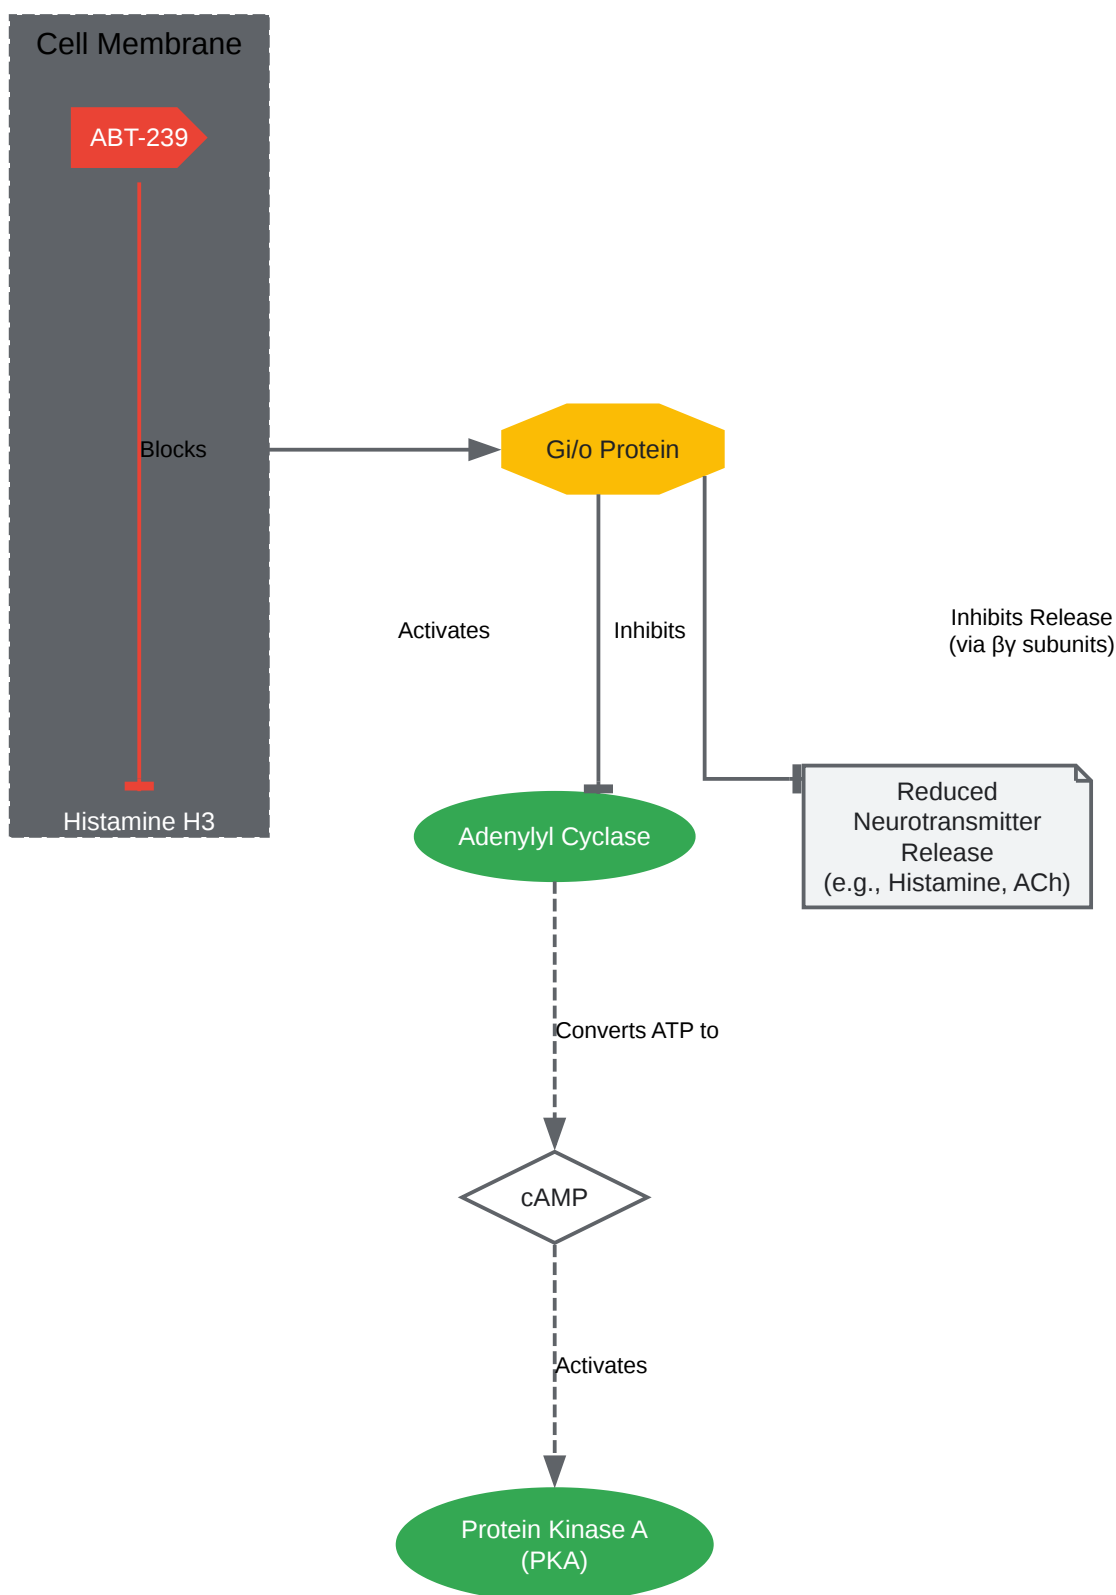 Cell Membrane
ABT-239
Blocks
Gi/o Protein
Activates
Inhibits
Inhibits Release
(via βγ subunits)
Histamine H3
Adenylyl Cyclase
Reduced
Neurotransmitter
Release
(e.g., Histamine, ACh)
Converts ATP to
cAMP
Activates
Protein Kinase A
(PKA)